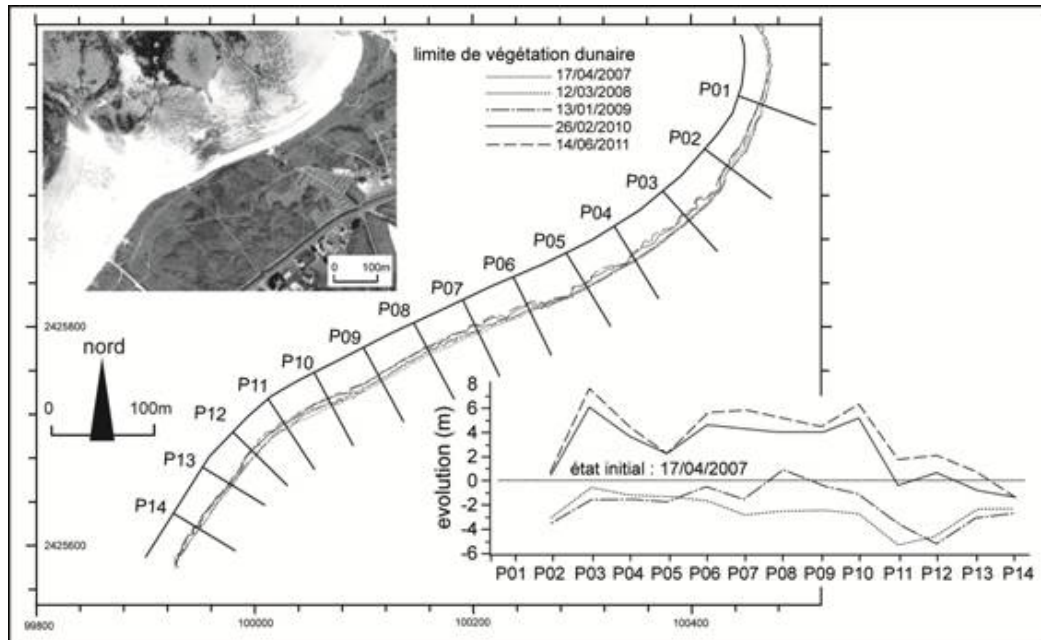 limite de végétation dunaire
17/04/2007
12/03/2008
13/01/2009
26/02/2010
14/06/2011
0 100m
P01
P02
P03
P04
P05
P06
P07
P08
P09
P10
P11
P12
P13
P14
2425800
nord
0 100m
2425600
99800
100000
100200
100400
evolution (m)
8
6
4
2
0
-2
-4
-6
état initial : 17/04/2007
P01 P02 P03 P04 P05 P06 P07 P08 P09 P10 P11 P12 P13 P14